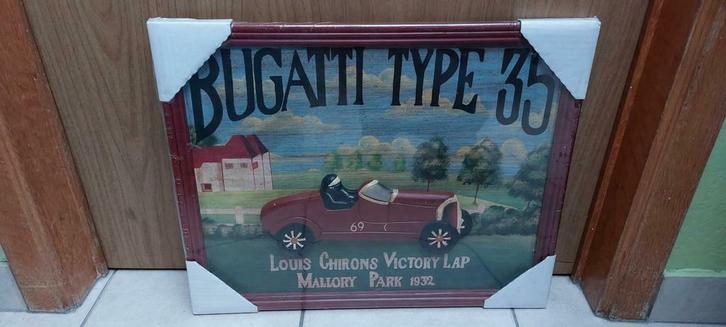 BUGATTI TYPE 35
69
LOUIS CHIRONS VICTORY LAP
MALLORY PARK 1932